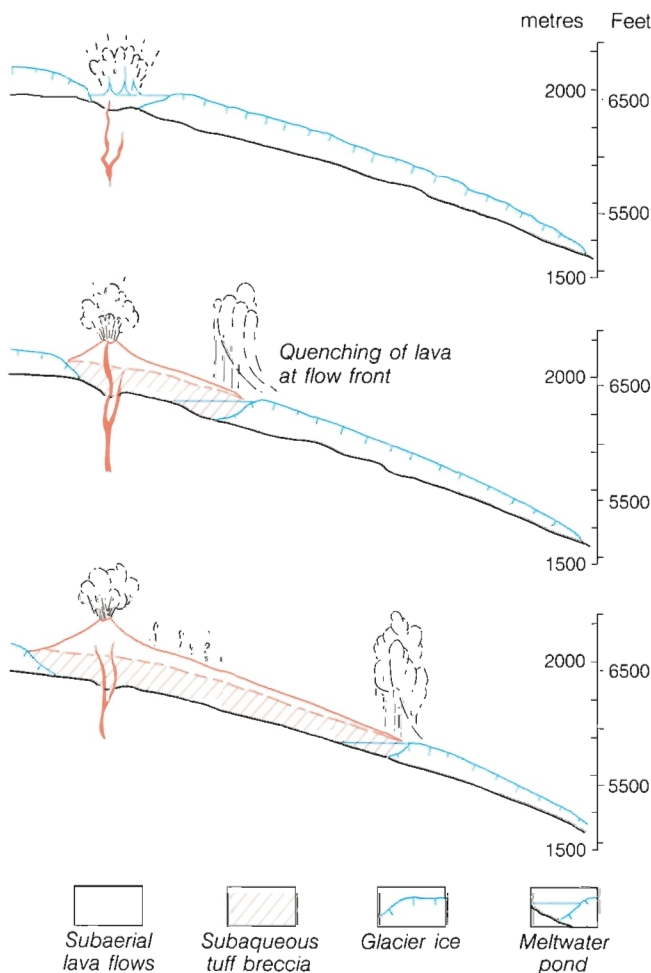 metres Feet
2000
6500
5500
1500
Quenching of lava
at flow front
2000
6500
5500
1500
2000
6500
5500
1500
Subaerial
lava flows
Subaqueous
tuff breccia
Glacier ice
Meltwater
pond